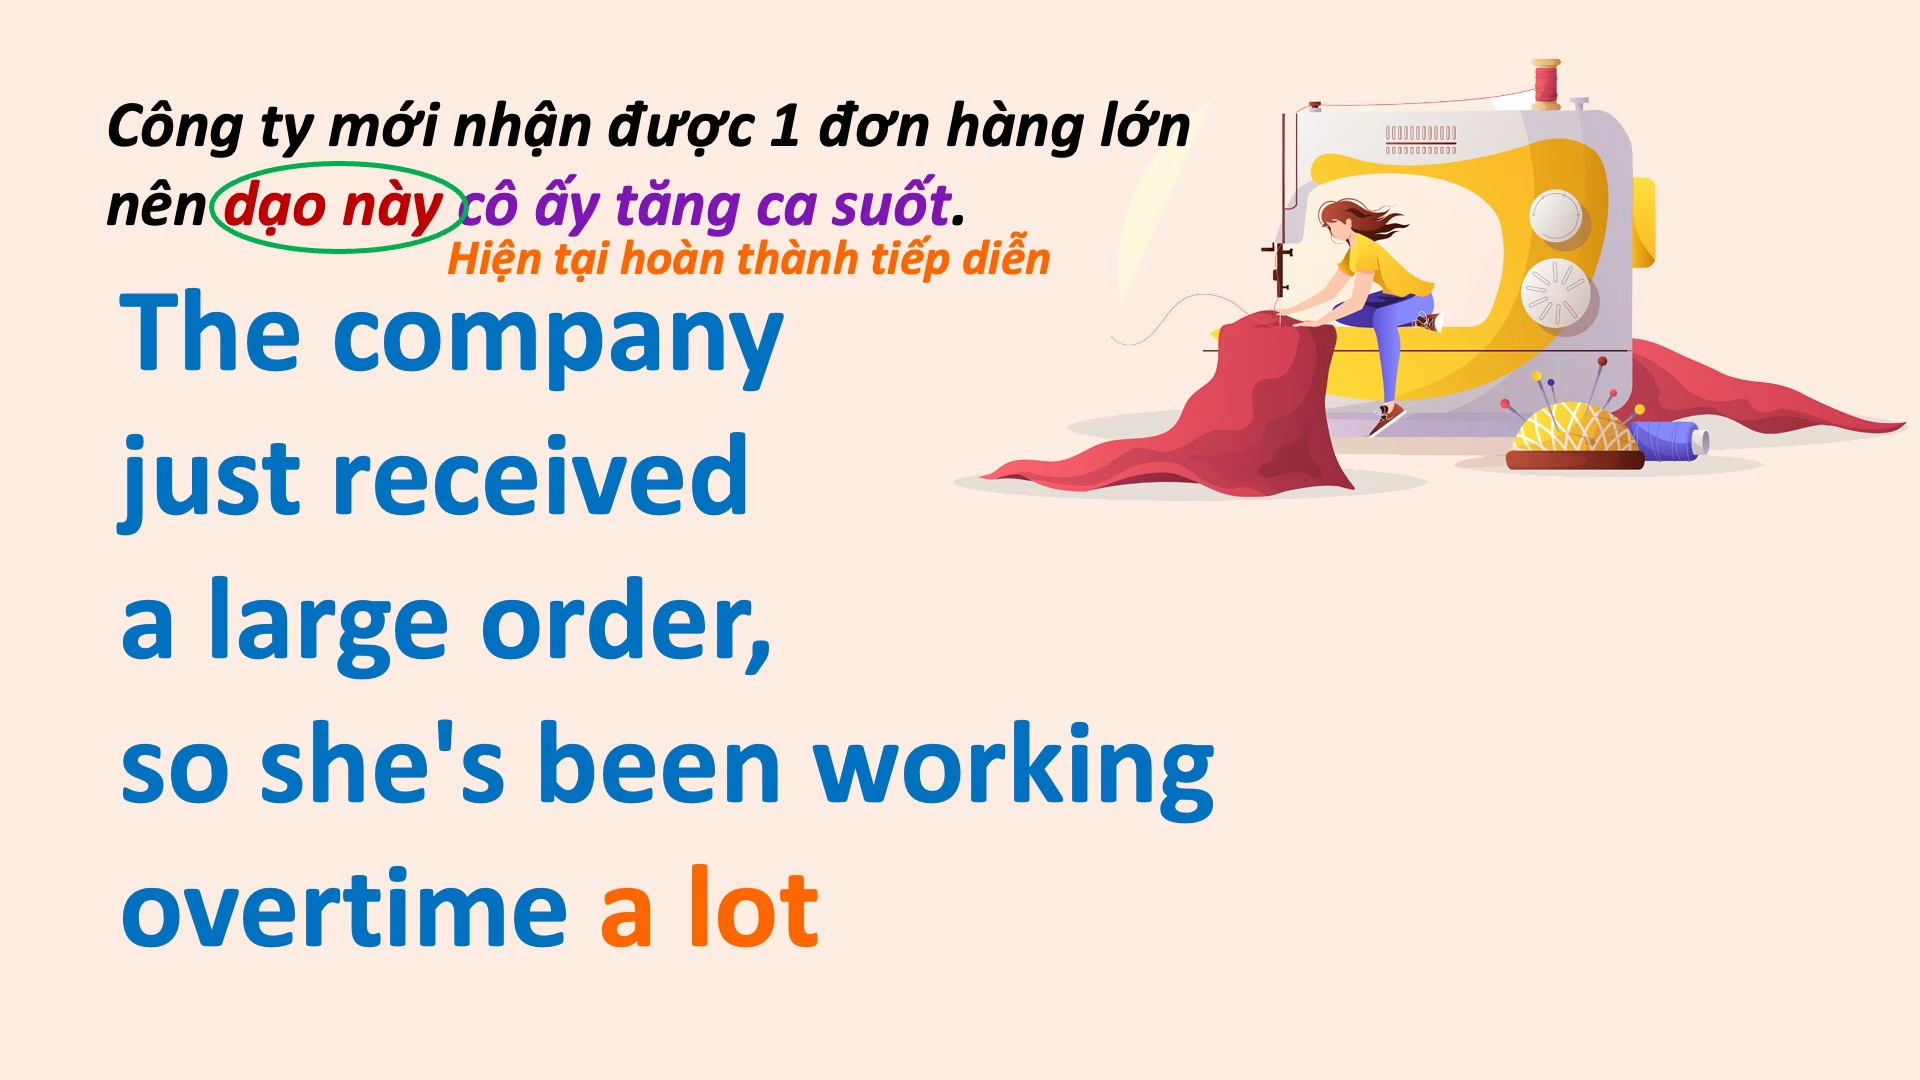 Công ty mới nhận được 1 đơn hàng lớn
nên dạo này cô ấy tăng ca suốt.
Hiện tại hoàn thành tiếp diễn
The company
just received
a large order,
so she's been working
overtime a lot